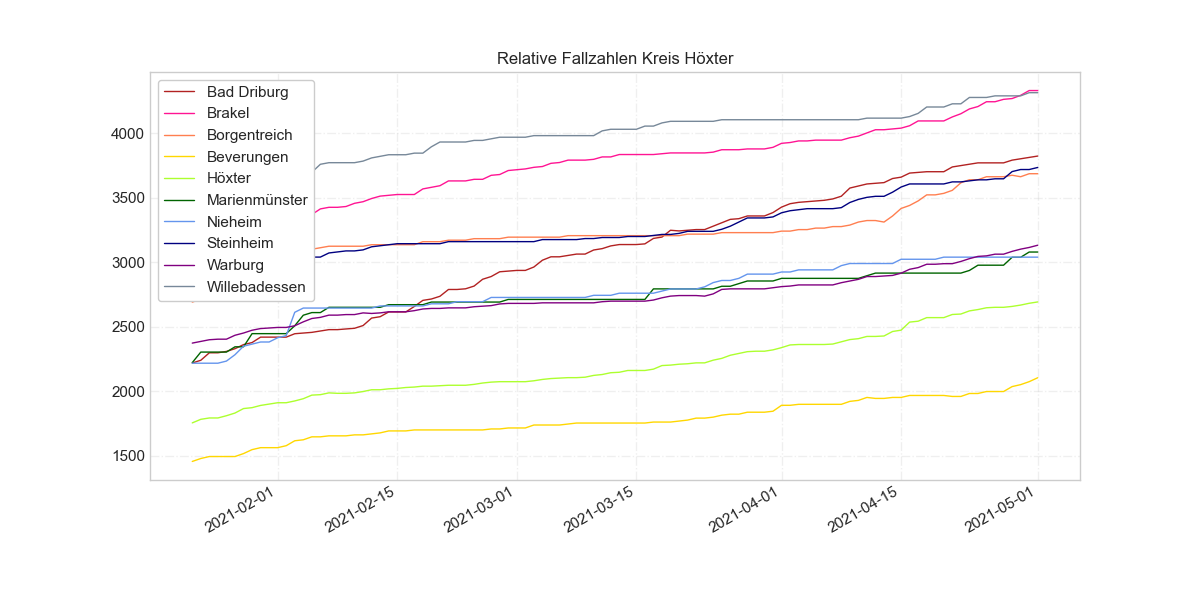 Relative Fallzahlen Kreis Höxter
Bad Driburg
Brakel
Borgentreich
Beverungen
Höxter
Marienmünster
Nieheim
Steinheim
Warburg
Willebadessen
4000
3500
3000
2500
2000
1500
2021-02-01
2021-02-15
2021-03-01
2021-03-15
2021-04-01
2021-04-15
2021-05-01